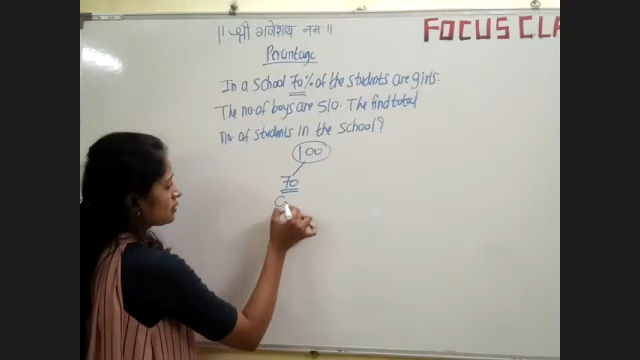 || श्री गणेशाय नमः ||
FOCUS CLA
Percentage
In a school 70% of the students are girls.
The no. of boys are 510. The find total
no. of students in the school?
100
70
G